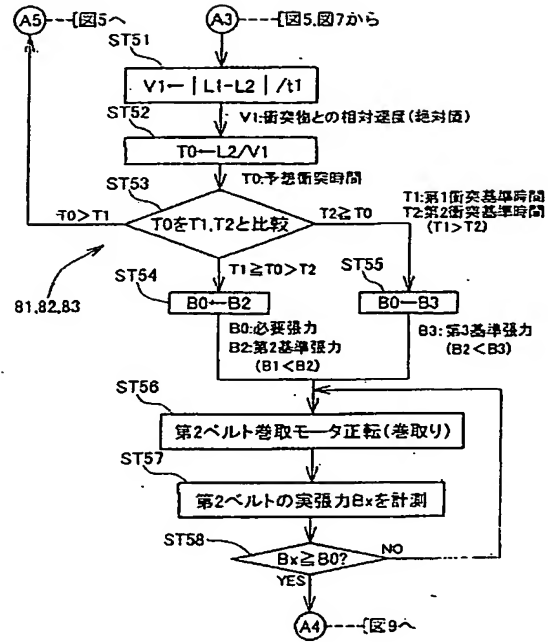 A5 {図5へ
A3 {図5,図7から
ST51
V1←|L1-L2|/t1
V1:衝突物との相対速度(絶対値)
ST52
T0←L2/V1
T0:予想衝突時間
ST53
T0をT1,T2と比較
T0>T1
T2≧T0
T1:第1衝突基準時間
T2:第2衝突基準時間
(T1>T2)
81,82,83
T1≧T0>T2
ST54
B0←B2
ST55
B0←B3
B0:必要張力
B2:第2基準張力
(B1<B2)
B3:第3基準張力
(B2<B3)
ST56
第2ベルト巻取モータ正転(巻取り)
ST57
第2ベルトの実張力Bxを計測
ST58
Bx≧B0?
NO
YES
A4 {図9へ